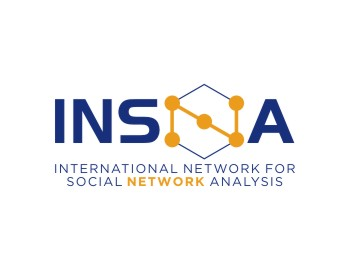 INSNA
INTERNATIONAL NETWORK FOR
SOCIAL NETWORK ANALYSIS